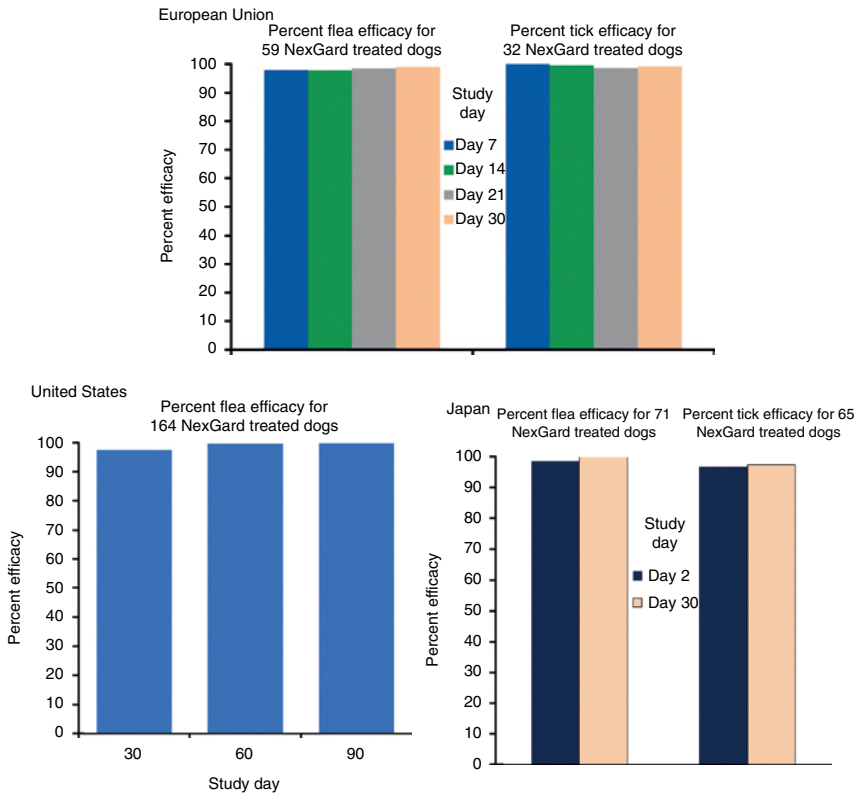 European Union
Percent flea efficacy for
59 NexGard treated dogs
Percent tick efficacy for
32 NexGard treated dogs
Percent efficacy
100
90
80
70
60
50
40
30
20
10
0
Study
day
Day 7
Day 14
Day 21
Day 30
United States
Percent flea efficacy for
164 NexGard treated dogs
Percent efficacy
100
90
80
70
60
50
40
30
20
10
0
30 60 90
Study day
Japan
Percent flea efficacy for 71
NexGard treated dogs
Percent tick efficacy for 65
NexGard treated dogs
Percent efficacy
100
90
80
70
60
50
40
30
20
10
0
Study
day
Day 2
Day 30